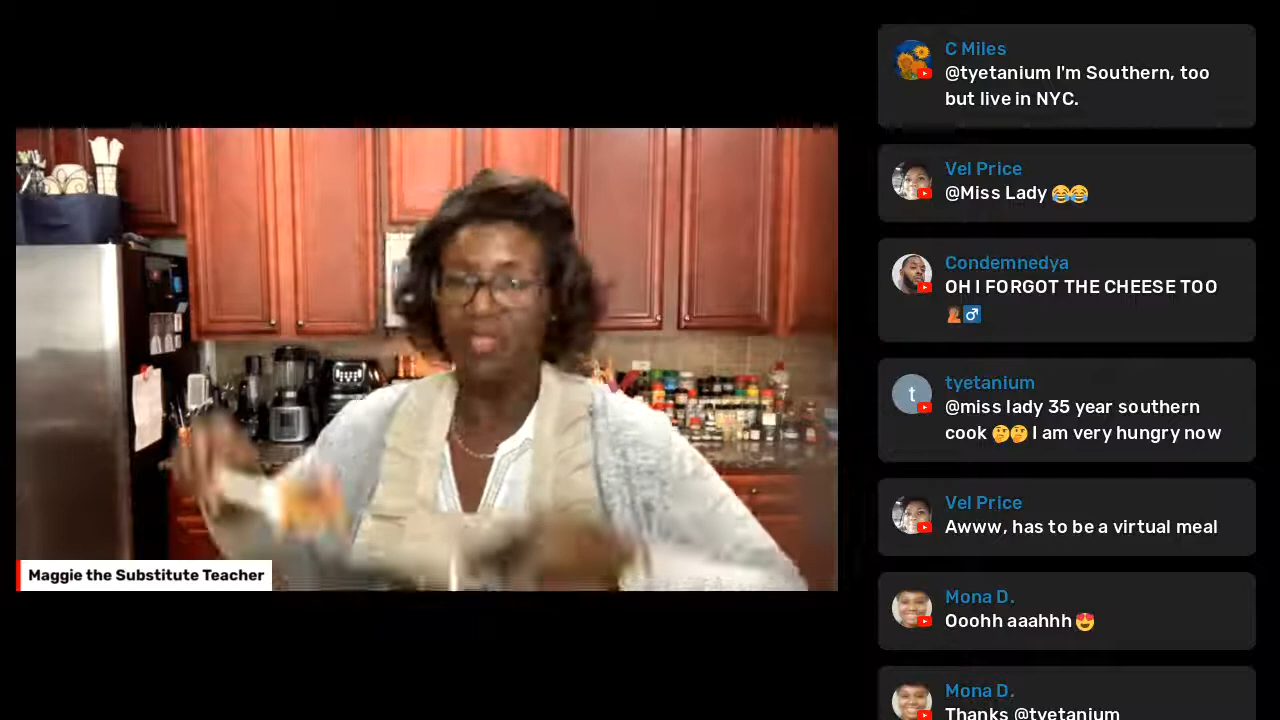 C Miles
@tyetanium I'm Southern, too
but live in NYC.
Vel Price
@Miss Lady 😂😂
Condemnedya
OH I FORGOT THE CHEESE TOO
🤦🏾♂
t
tyetanium
@miss lady 35 year southern
cook 🤔🤔 I am very hungry now
Vel Price
Awww, has to be a virtual meal
Mona D.
Ooohh aaahhh 😍
Mona D.
Thanks @tyetanium
Maggie the Substitute Teacher